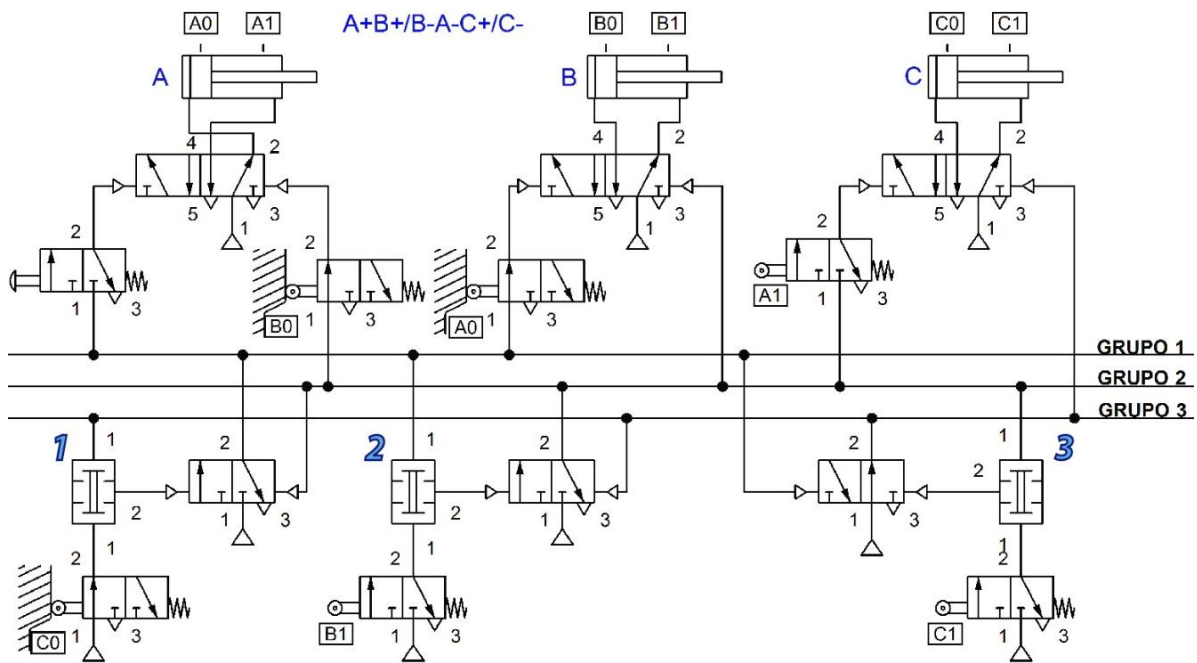 A0 A1 A+B+/B-A-C+/C- B0 B1 C0 C1
A B C
4 2 4 2 4 2
5 1 3 5 1 3 5 1 3
2 2 2 2
1 3 B0 1 3 A0 1 3 A1 1 3
GRUPO 1
GRUPO 2
GRUPO 3
1 1 2 2 1 2 2 1 3
2 1 3 2 1 3 1 3 2
1 1 1
2 2 2
C0 1 3 B1 1 3 C1 1 3